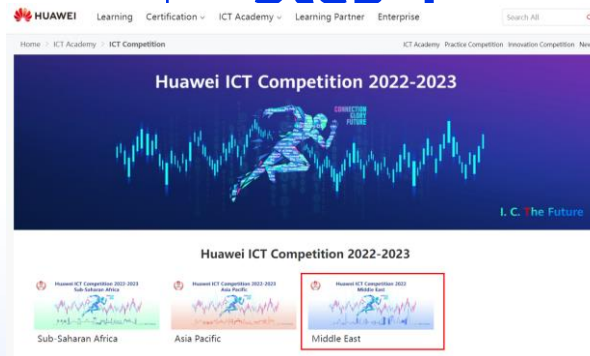 HUAWEI Learning Certification ICT Academy Learning Partner Enterprise Search All
Home > ICT Academy > ICT Competition ICT Academy Practice Competition Innovation Competition
Huawei ICT Competition 2022-2023
CONNECTION
GLORY
FUTURE
I. C. The Future
Huawei ICT Competition 2022-2023
Huawei ICT Competition 2022-2023
Sub-Saharan Africa
Huawei ICT Competition 2022-2023
Asia Pacific
Huawei ICT Competition 2022
Middle East
Sub-Saharan Africa
Asia Pacific
Middle East